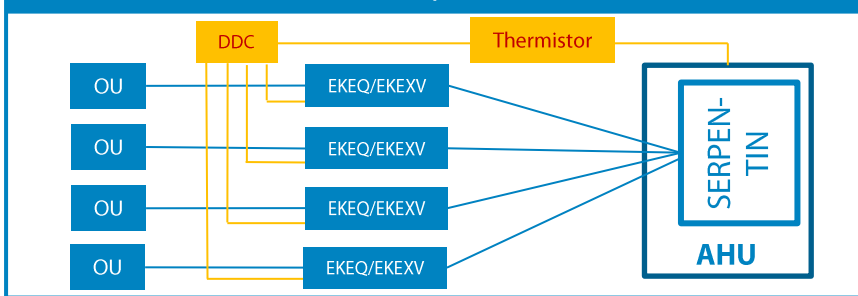 DDC
Thermistor
OU
EKEQ/EKEXV
OU
EKEQ/EKEXV
OU
EKEQ/EKEXV
OU
EKEQ/EKEXV
SERPEN-
TIN
AHU